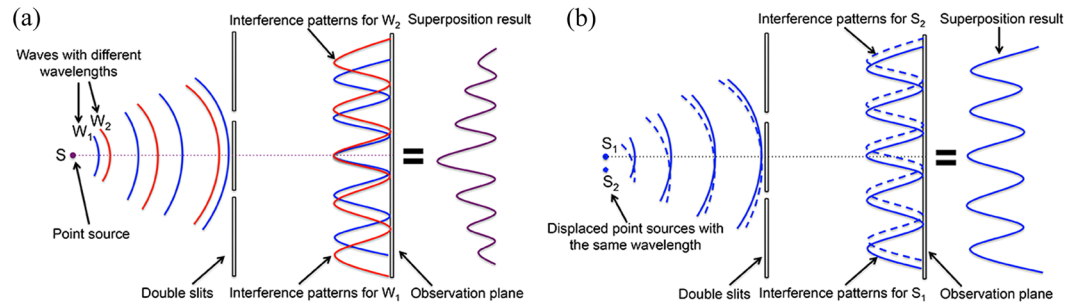 (a)
Interference patterns for W2
Superposition result
Waves with different
wavelengths
W1
W2
S
=
Point source
Double slits
Interference patterns for W1
Observation plane
(b)
Interference patterns for S2
Superposition result
S1
S2
=
Displaced point sources with
the same wavelength
Double slits
Interference patterns for S1
Observation plane